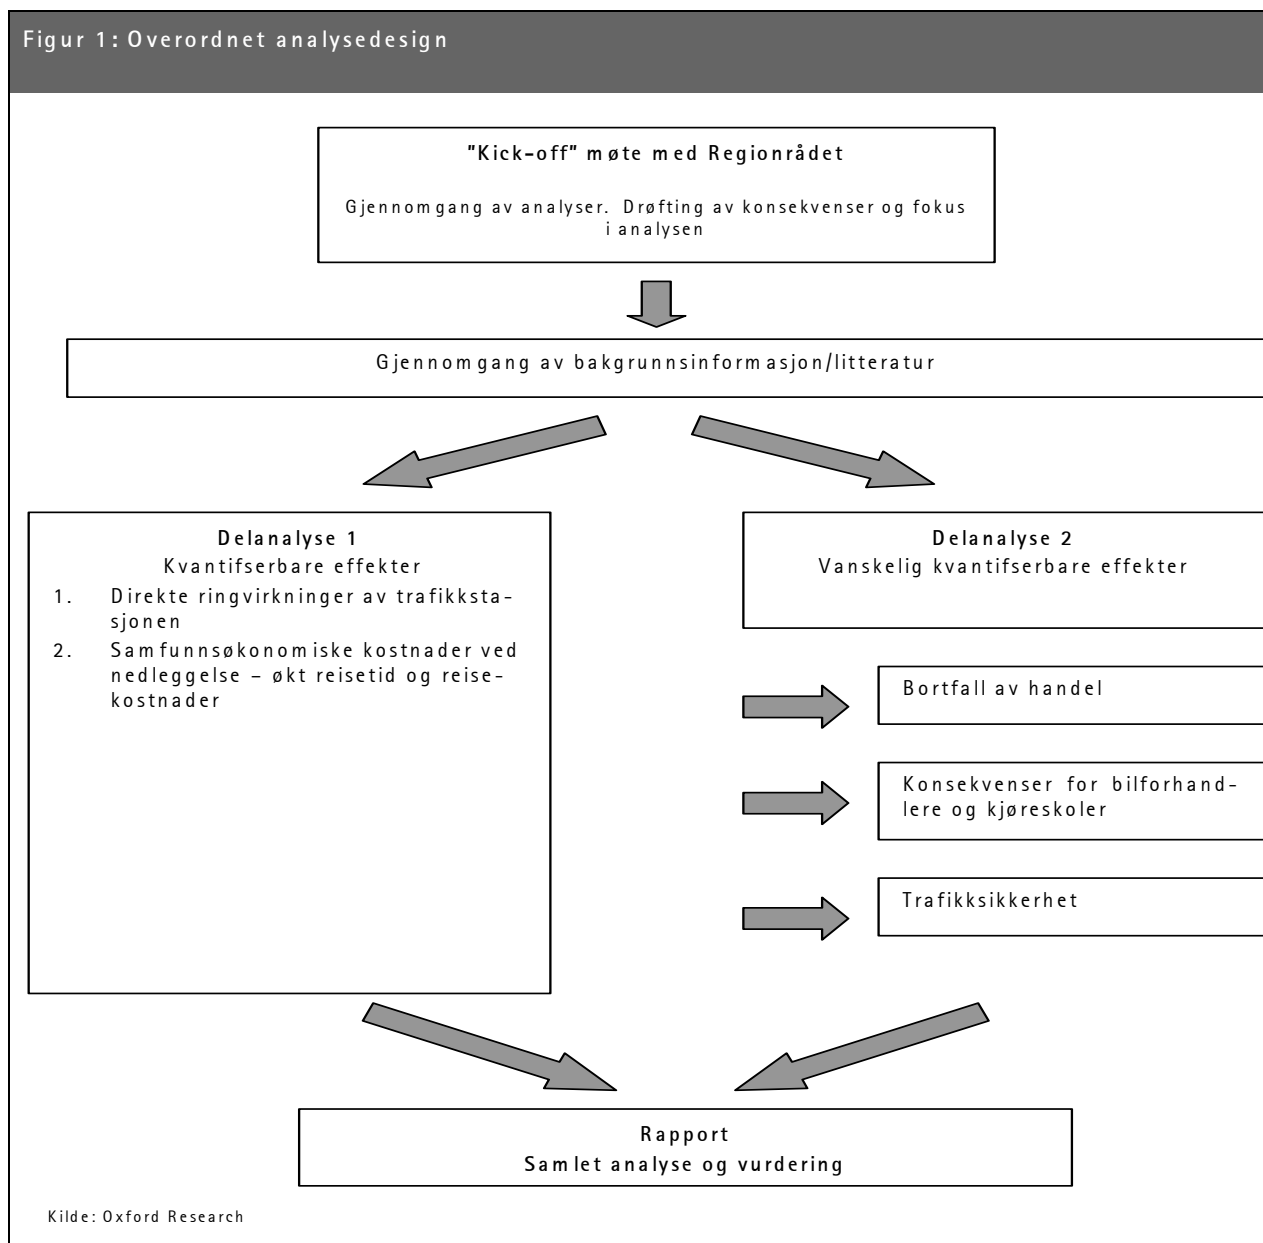 Figur 1: Overordnet analysedesign
"Kick-off" møte med Regionrådet
Gjennomgang av analyser. Drøfting av konsekvenser og fokus
i analysen
Gjennomgang av bakgrunnsinformasjon/litteratur
Delanalyse 1
Kvantifserbare effekter
1. Direkte ringvirkninger av trafikksta-
sjonen
2. Samfunnsøkonomiske kostnader ved
nedleggelse – økt reisetid og reise-
kostnader
Delanalyse 2
Vanskelig kvantifserbare effekter
Bortfall av handel
Konsekvenser for bilforhand-
lere og kjøreskoler
Trafikksikkerhet
Rapport
Samlet analyse og vurdering
Kilde: Oxford Research